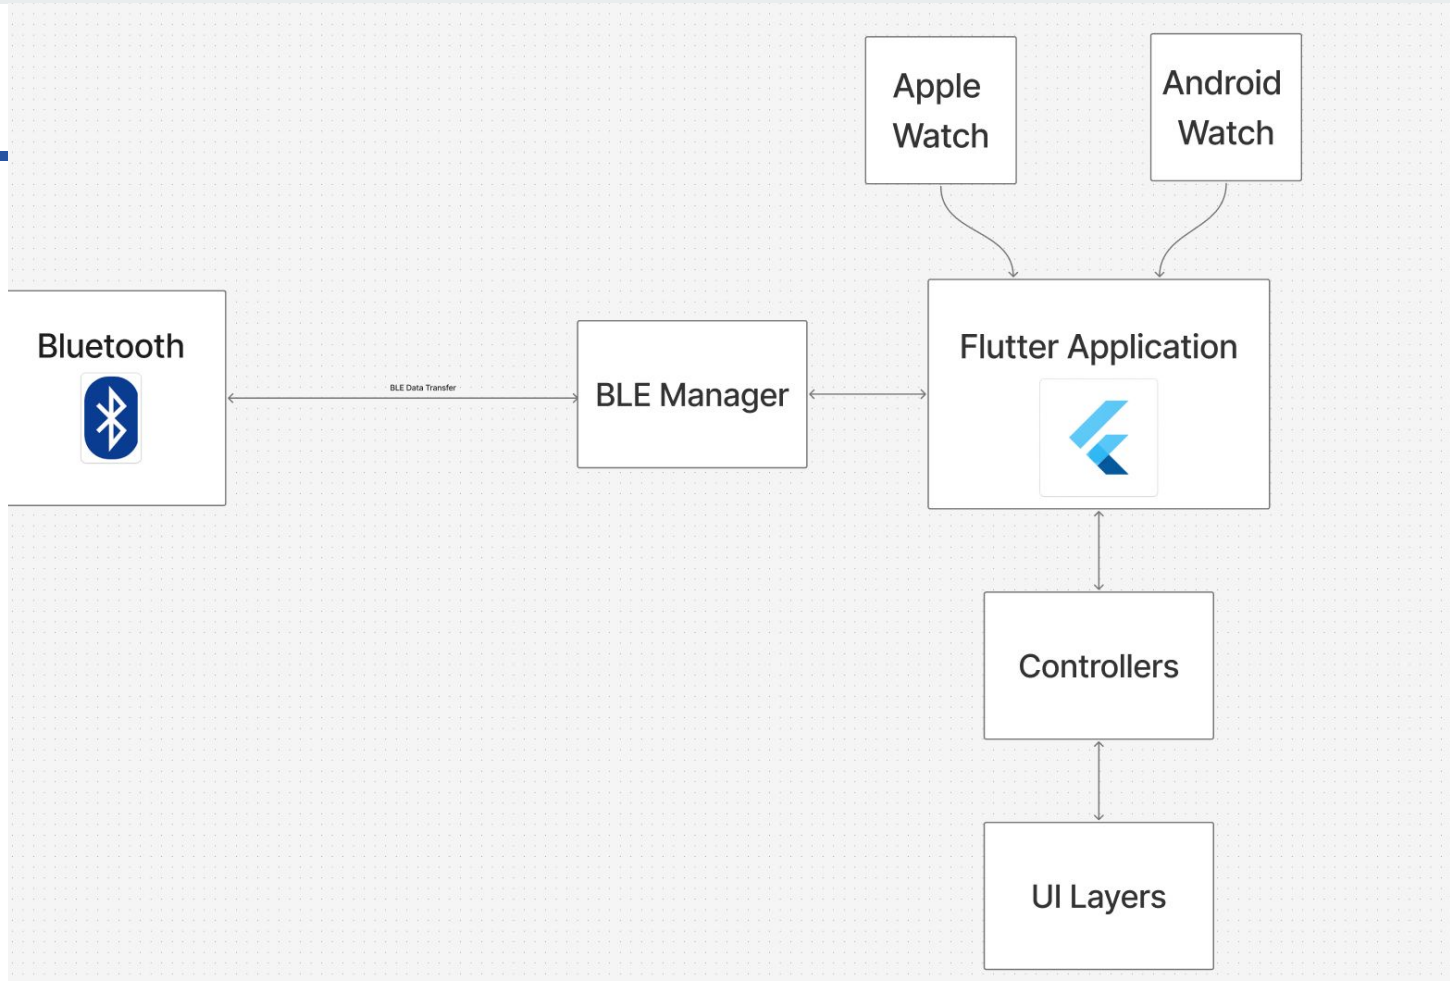 Apple
Watch
Android
Watch
Bluetooth
BLE Data Transfer
BLE Manager
Flutter Application
Controllers
UI Layers